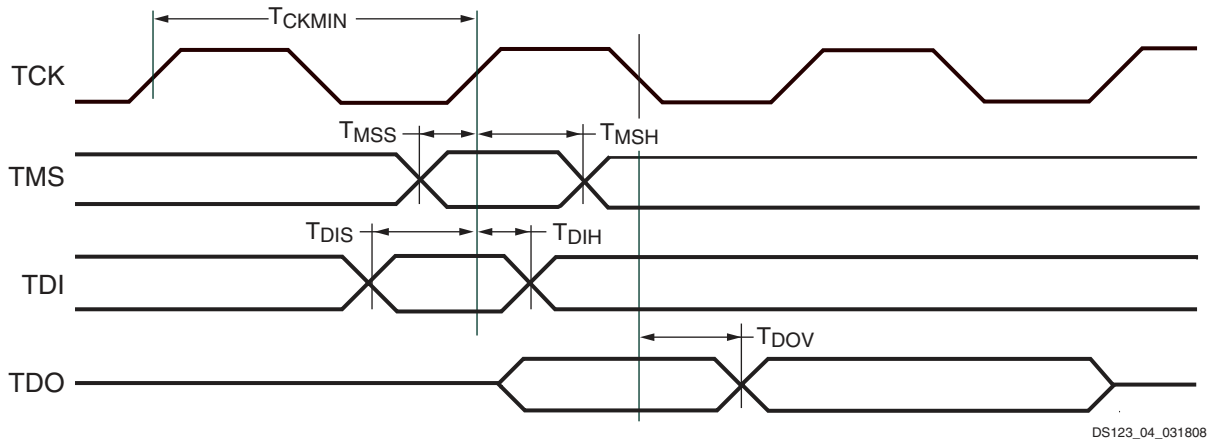 TCKMIN
TCK
TMSS
TMSH
TMS
TDIS
TDIH
TDI
TDOV
TDO
DS123_04_031808